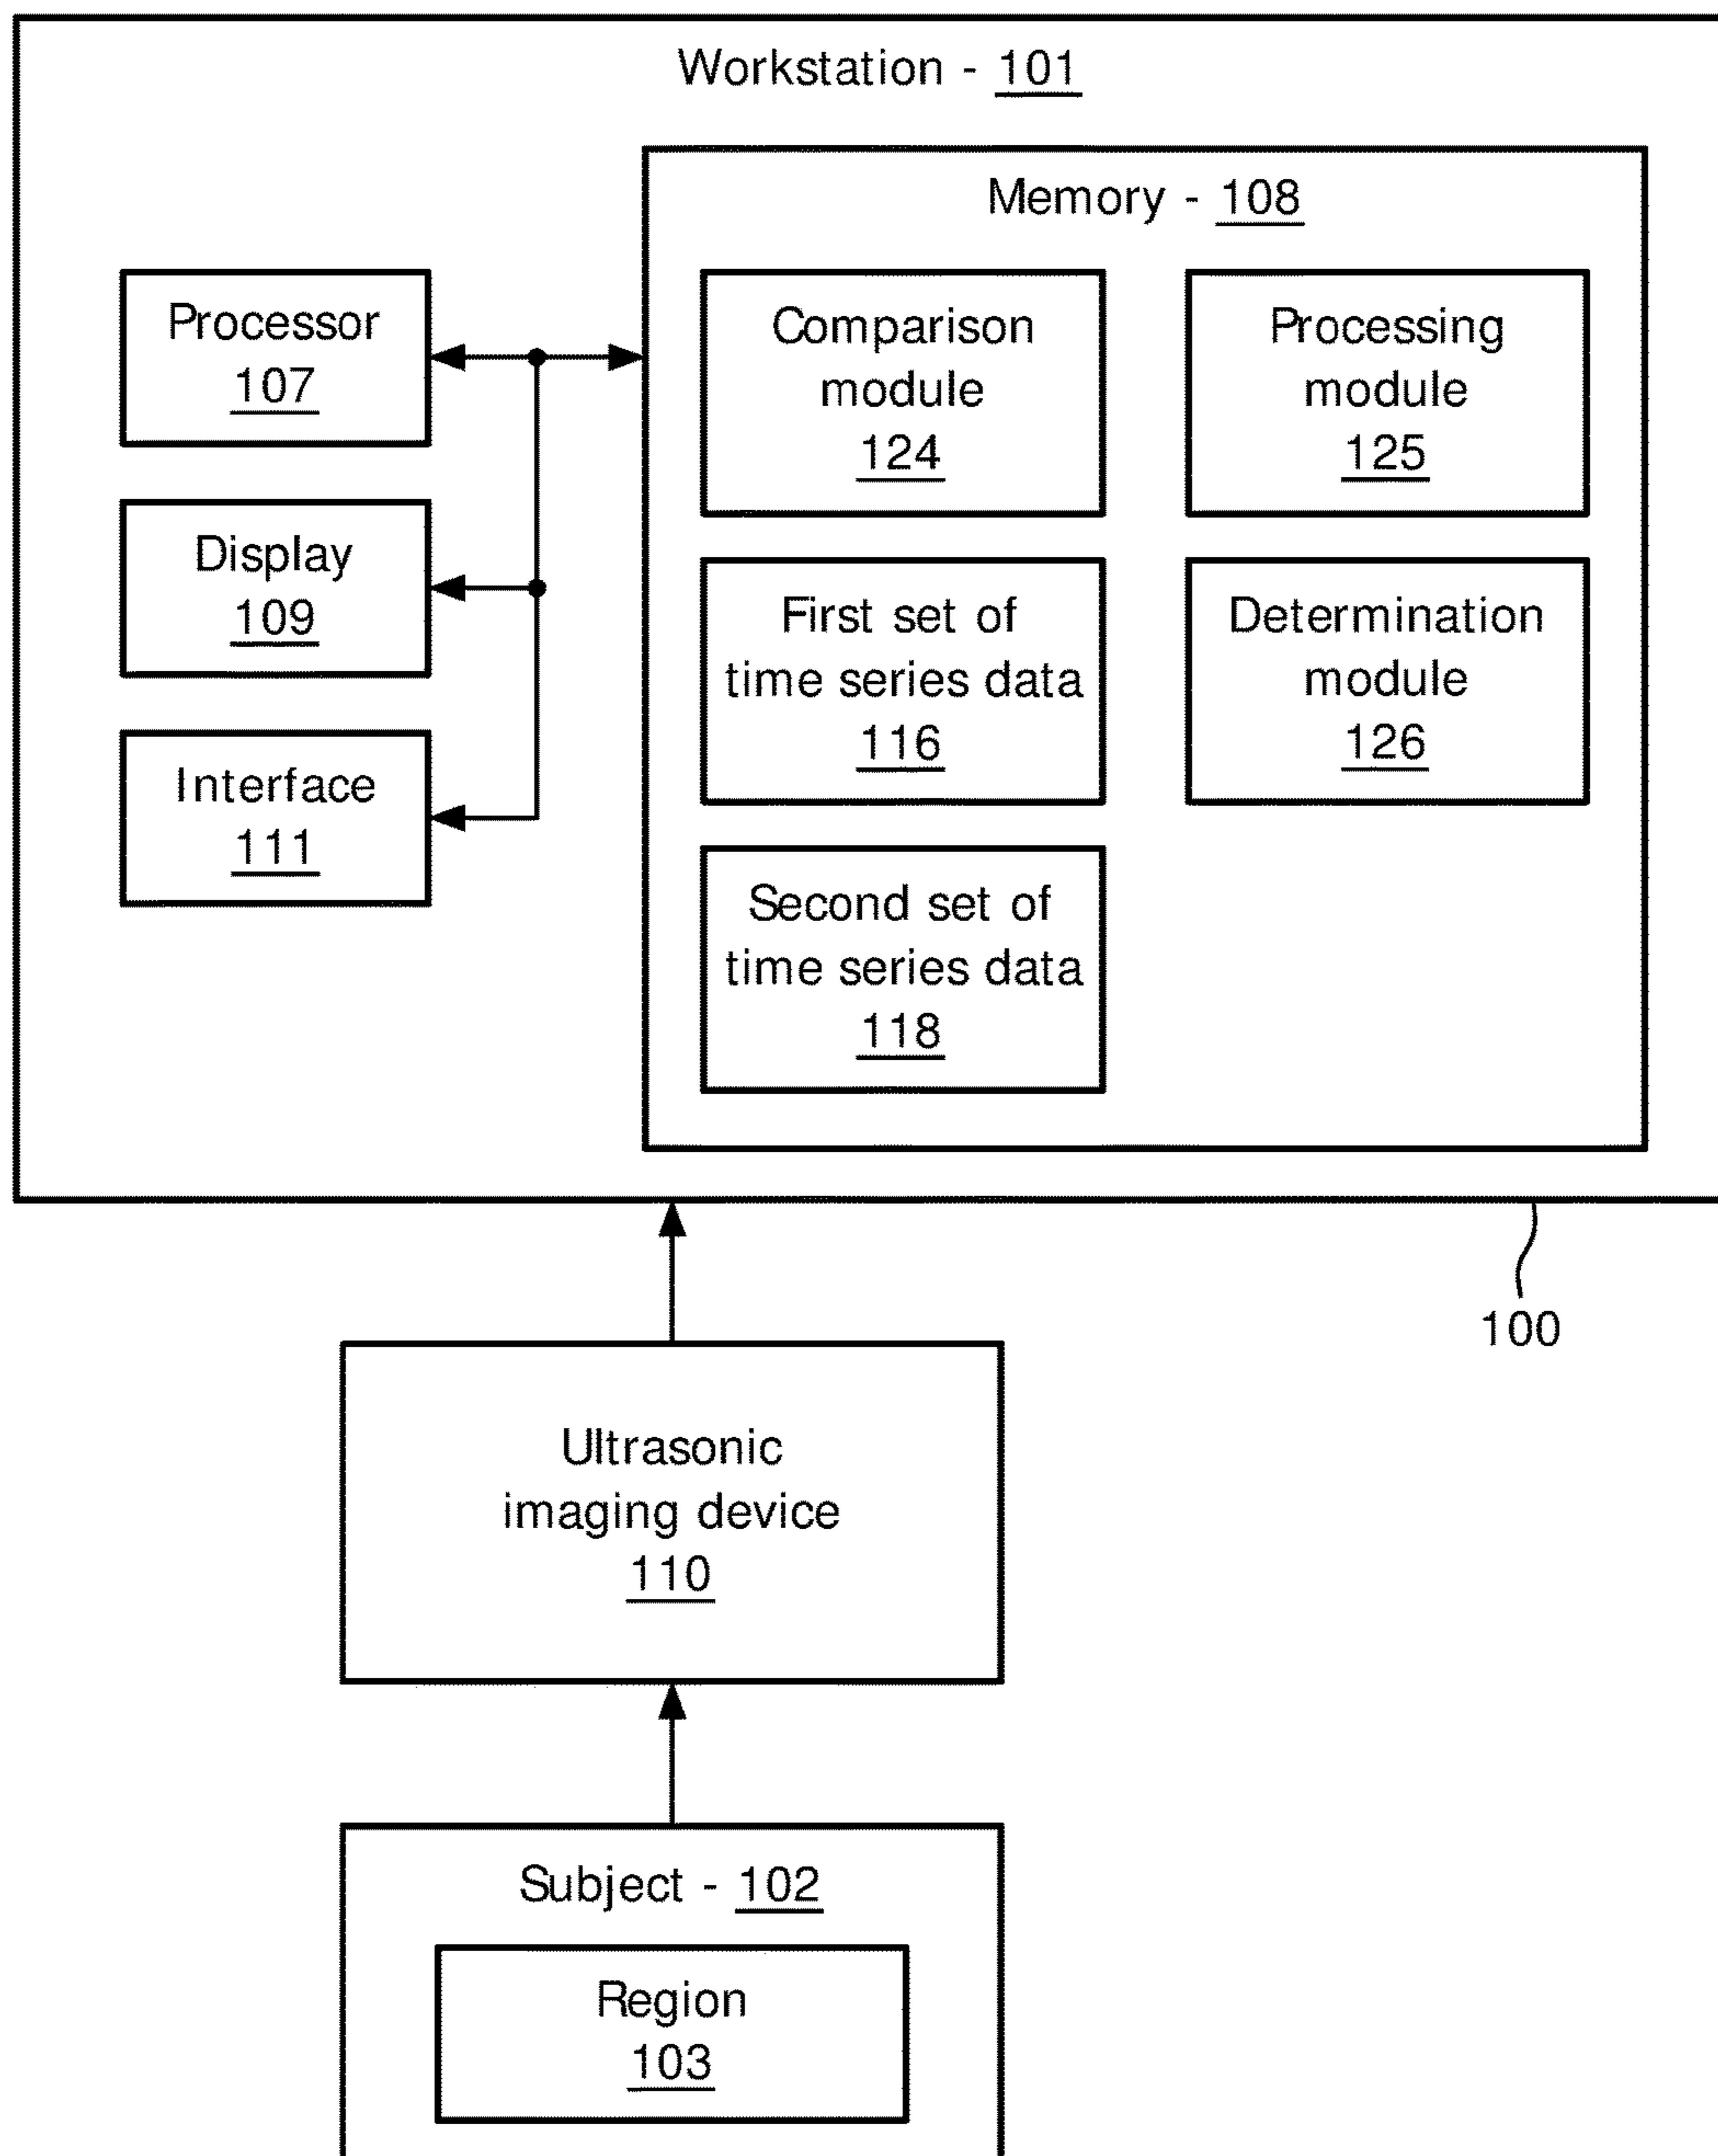 Workstation - 101
Memory - 108
Processor
107
Display
109
Interface
111
Comparison
module
124
Processing
module
125
First set of
time series data
116
Determination
module
126
Second set of
time series data
118
100
Ultrasonic
imaging device
110
Subject - 102
Region
103